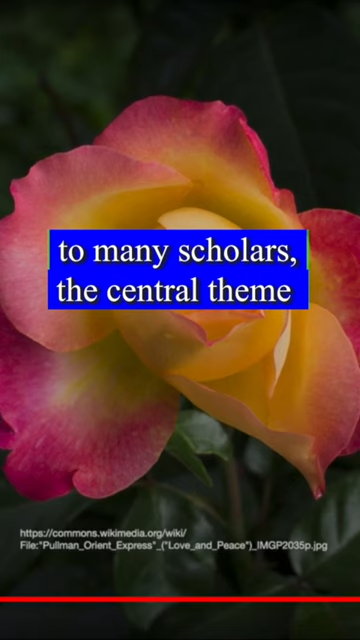 to many scholars,
the central theme
https://commons.wikimedia.org/wiki/
File:"Pullman_Orient_Express"_("Love_and_Peace")_IMGP2035p.jpg